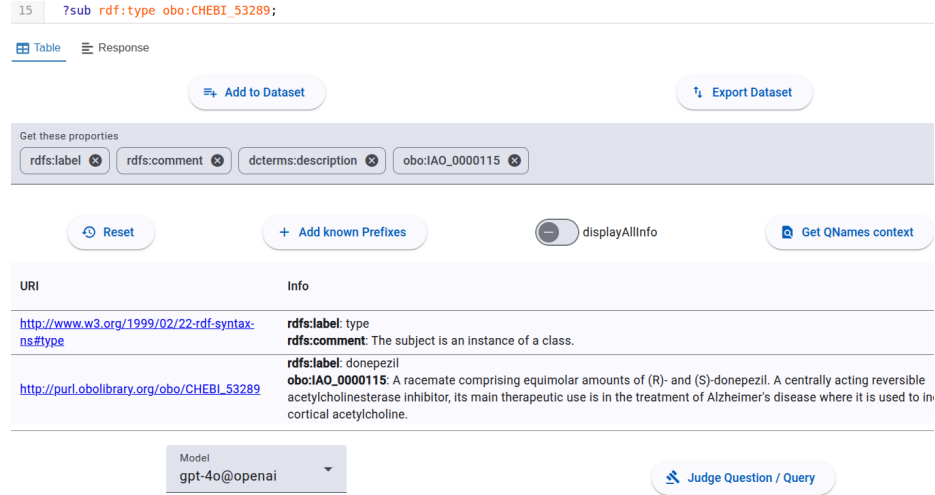 15 ?sub rdf:type obo:CHEBI_53289;
Table Response
Add to Dataset Export Dataset
Get these proporties
rdfs:label rdfs:comment dcterms:description obo:IAO_0000115
Reset Add known Prefixes displayAllInfo Get QNames context
URI Info
http://www.w3.org/1999/02/22-rdf-syntax- rdfs:label: type
ns#type rdfs:comment: The subject is an instance of a class.
rdfs:label: donepezil
http://purl.obolibrary.org/obo/CHEBI_53289 obo:IAO_0000115: A racemate comprising equimolar amounts of (R)- and (S)-donepezil. A centrally acting reversible
acetylcholinesterase inhibitor, its main therapeutic use is in the treatment of Alzheimer's disease where it is used to
cortical acetylcholine.
Model
gpt-4o@openai Judge Question / Query